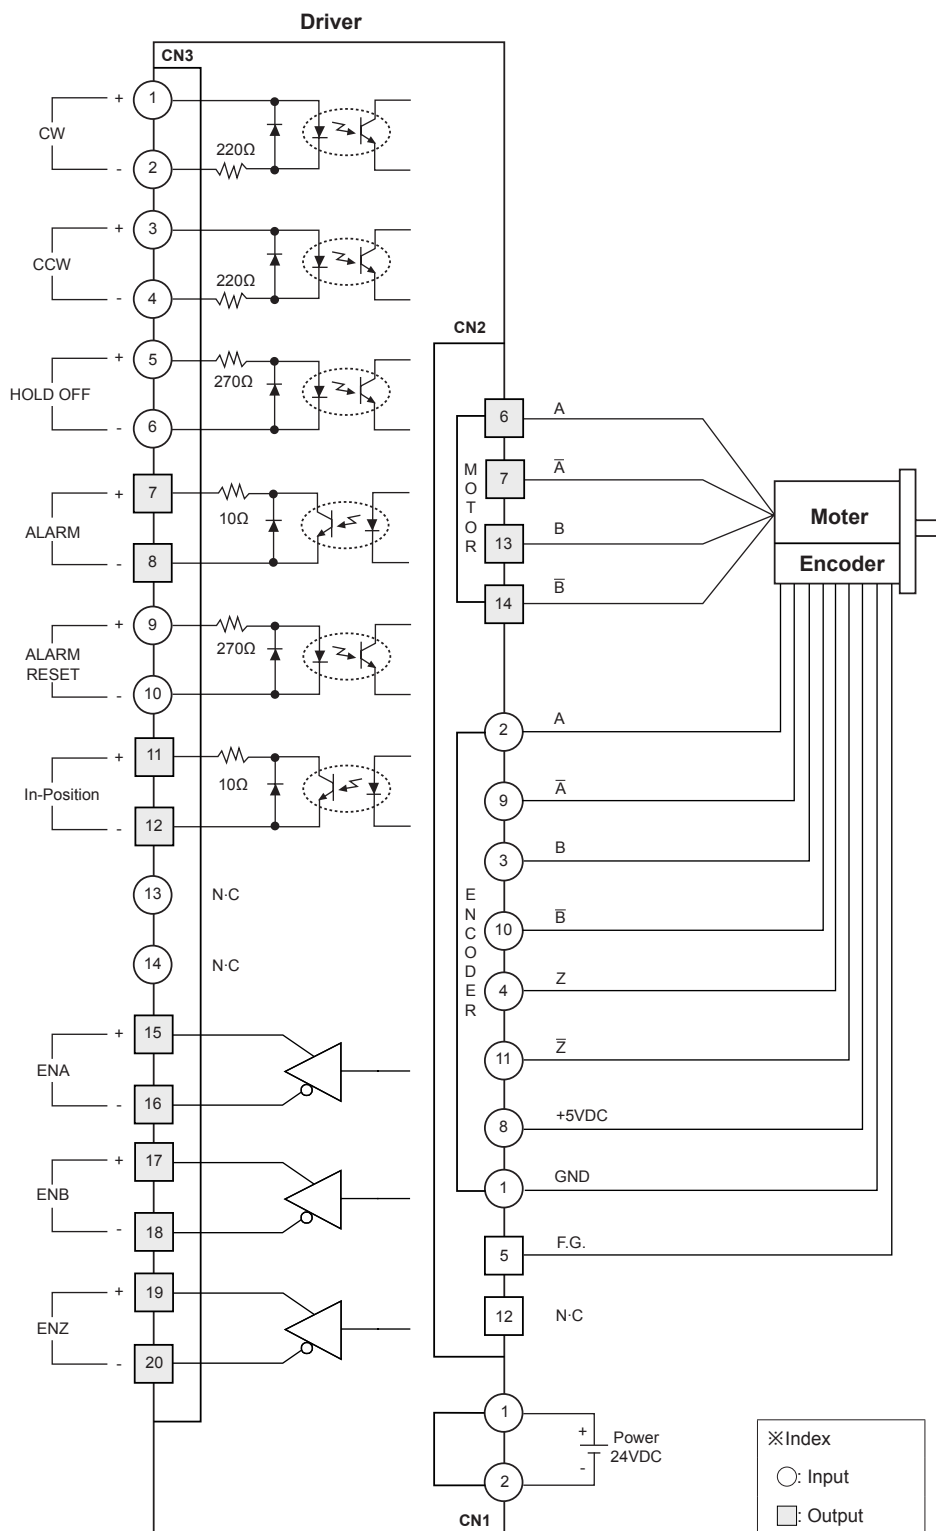 Driver
CN3
CW
+
1
-
2
220Ω
CCW
+
3
-
4
220Ω
HOLD OFF
+
5
270Ω
-
6
ALARM
+
7
10Ω
-
8
ALARM
RESET
+
9
270Ω
-
10
In-Position
+
11
10Ω
-
12
13
N·C
14
N·C
ENA
+
15
-
16
ENB
+
17
-
18
ENZ
+
19
-
20
CN2
MOTOR
6
A
7
A̅
13
B
14
B̅
Moter
Encoder
ENCODER
2
A
9
A̅
3
B
10
B̅
4
Z
11
Z̅
8
+5VDC
1
GND
5
F.G.
12
N·C
1
2
+
-
Power
24VDC
CN1
※Index
: Input
: Output